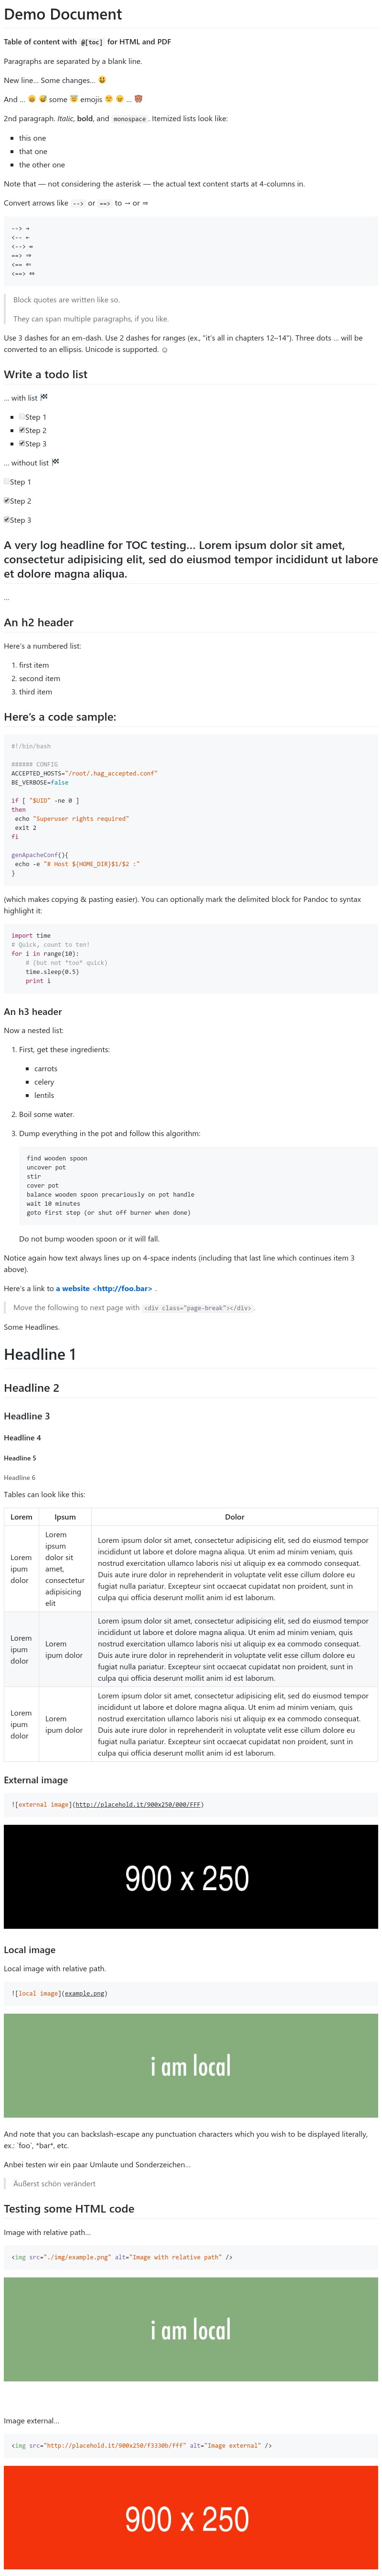 Demo Document
Table of content with @[toc] for HTML and PDF
Paragraphs are separated by a blank line.
New line… Some changes… 😃
And … 😄 😅 some 😇 emojis 😏 😠 … 👹
2nd paragraph. Italic, bold, and monospace. Itemized lists look like:
▪ this one
▪ that one
▪ the other one
Note that — not considering the asterisk — the actual text content starts at 4-columns in.
Convert arrows like --> or ==> to → or ⇒
--> →
<-- ←
<--> ↔
==> ⇒
<== ⇐
<==> ⇔
Block quotes are written like so.
They can span multiple paragraphs, if you like.
Use 3 dashes for an em-dash. Use 2 dashes for ranges (ex., “it’s all in chapters 12–14”). Three dots … will be
converted to an ellipsis. Unicode is supported. ☺
Write a todo list
… with list 🏁
▪ ☐Step 1
▪ ☑Step 2
▪ ☑Step 3
… without list 🏁
☐Step 1
☑Step 2
☑Step 3
A very log headline for TOC testing… Lorem ipsum dolor sit amet,
consectetur adipisicing elit, sed do eiusmod tempor incididunt ut labore
et dolore magna aliqua.
…
An h2 header
Here’s a numbered list:
1. first item
2. second item
3. third item
Here’s a code sample:
#!/bin/bash
###### CONFIG
ACCEPTED_HOSTS="/root/.hag_accepted.conf"
BE_VERBOSE=false
if [ "$UID" -ne 0 ]
then
echo "Superuser rights required"
exit 2
fi
genApacheConf(){
echo -e "# Host ${HOME_DIR}$1/$2 :"
}
(which makes copying & pasting easier). You can optionally mark the delimited block for Pandoc to syntax
highlight it:
import time
# Quick, count to ten!
for i in range(10):
# (but not *too* quick)
time.sleep(0.5)
print i
An h3 header
Now a nested list:
1. First, get these ingredients:
▪ carrots
▪ celery
▪ lentils
2. Boil some water.
3. Dump everything in the pot and follow this algorithm:
find wooden spoon
uncover pot
stir
cover pot
balance wooden spoon precariously on pot handle
wait 10 minutes
goto first step (or shut off burner when done)
Do not bump wooden spoon or it will fall.
Notice again how text always lines up on 4-space indents (including that last line which continues item 3
above).
Here’s a link to a website <http://foo.bar> .
Move the following to next page with <div class="page-break"></div>.
Some Headlines.
Headline 1
Headline 2
Headline 3
Headline 4
Headline 5
Headline 6
Tables can look like this:
Lorem Ipsum Dolor
Lorem
ipum
dolor
Lorem
ipsum
dolor sit
amet,
consectetur
adipisicing
elit
Lorem ipsum dolor sit amet, consectetur adipisicing elit, sed do eiusmod tempor
incididunt ut labore et dolore magna aliqua. Ut enim ad minim veniam, quis
nostrud exercitation ullamco laboris nisi ut aliquip ex ea commodo consequat.
Duis aute irure dolor in reprehenderit in voluptate velit esse cillum dolore eu
fugiat nulla pariatur. Excepteur sint occaecat cupidatat non proident, sunt in
culpa qui officia deserunt mollit anim id est laborum.
Lorem
ipum
dolor
Lorem
ipum dolor
Lorem ipsum dolor sit amet, consectetur adipisicing elit, sed do eiusmod tempor
incididunt ut labore et dolore magna aliqua. Ut enim ad minim veniam, quis
nostrud exercitation ullamco laboris nisi ut aliquip ex ea commodo consequat.
Duis aute irure dolor in reprehenderit in voluptate velit esse cillum dolore eu
fugiat nulla pariatur. Excepteur sint occaecat cupidatat non proident, sunt in
culpa qui officia deserunt mollit anim id est laborum.
Lorem
ipum
dolor
Lorem
ipum dolor
Lorem ipsum dolor sit amet, consectetur adipisicing elit, sed do eiusmod tempor
incididunt ut labore et dolore magna aliqua. Ut enim ad minim veniam, quis
nostrud exercitation ullamco laboris nisi ut aliquip ex ea commodo consequat.
Duis aute irure dolor in reprehenderit in voluptate velit esse cillum dolore eu
fugiat nulla pariatur. Excepteur sint occaecat cupidatat non proident, sunt in
culpa qui officia deserunt mollit anim id est laborum.
External image
![external image](http://placehold.it/900x250/000/FFF)
900 x 250
Local image
Local image with relative path.
![local image](example.png)
i am local
And note you can backslash-escape any punctuation characters which you wish to be displayed literally,
ex.: `foo`, *bar*, etc.
Anbei testen wir ein paar Umlaute und Sonderzeichen…
Äußerst schön verändert
Testing some HTML code
Image with relative path…
<img src="./img/example.png" alt="Image with relative path" />
i am local
Image external…
<img src="http://placehold.it/900x250/f3330b/fff" alt="Image external" />
900 x 250